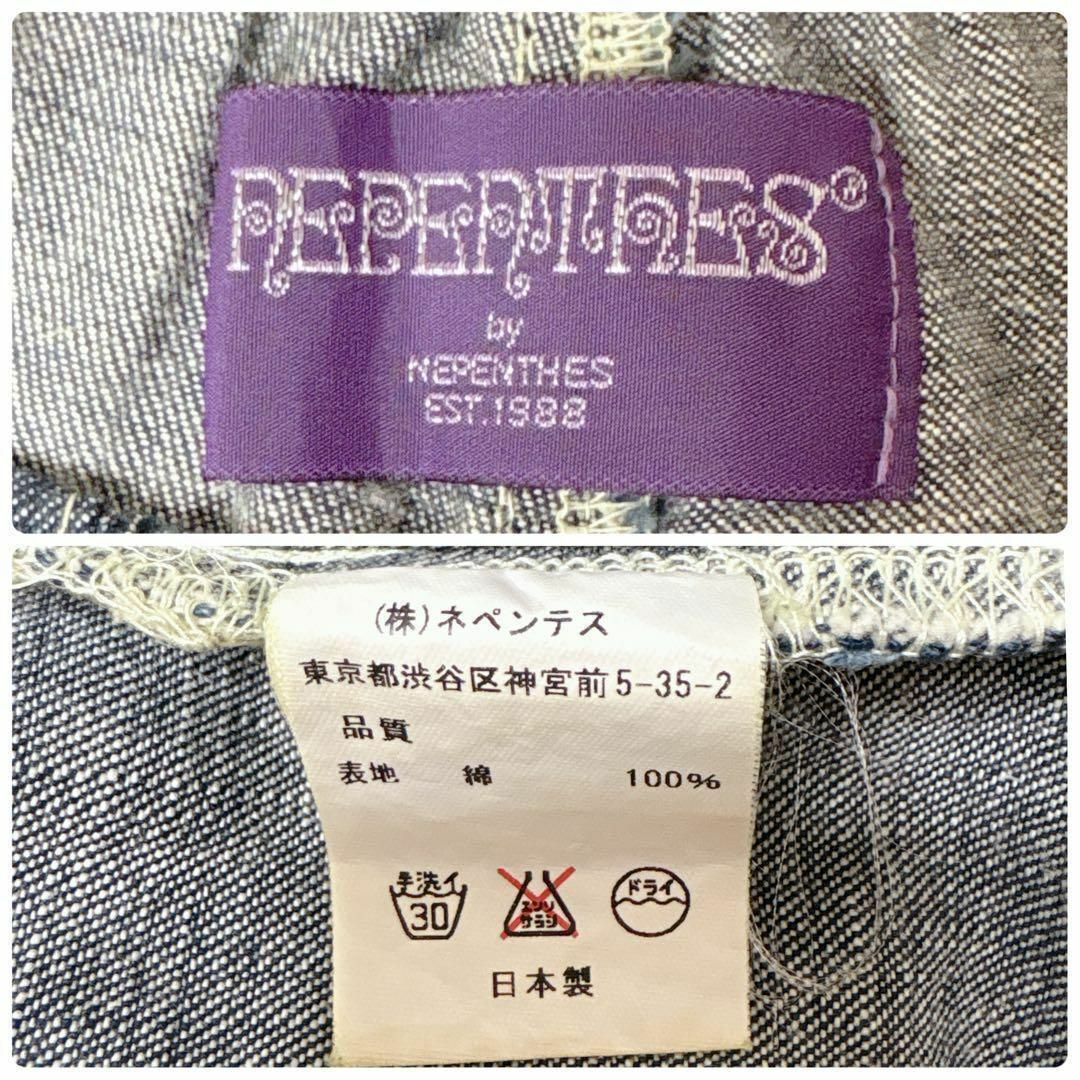 NEPENTHES®
by
NEPENTHES
EST.1988
(株)ネペンテス
東京都渋谷区神宮前5-35-2
品質
表地 綿 100%
手洗イ
30
エンソ
サラシ
ドライ
日本製